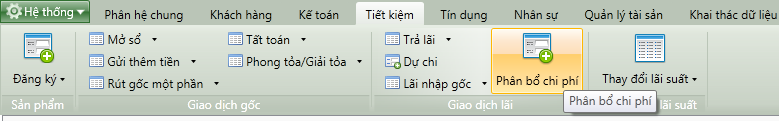 Hệ thống Phân hệ chung Khách hàng Kế toán Tiết kiệm Tín dụng Nhân sự Quản lý tài sản Khai thác dữ liệu
Mở sổ Tất toán Trả lãi
Gửi thêm tiền Phong tỏa/Giải tỏa Dự chi
Đăng ký Rút gốc một phần Lãi nhập gốc Phân bổ chi phí Thay đổi lãi suất
Sản phẩm Giao dịch gốc Giao dịch lãi Phân bổ chi phí lãi suất